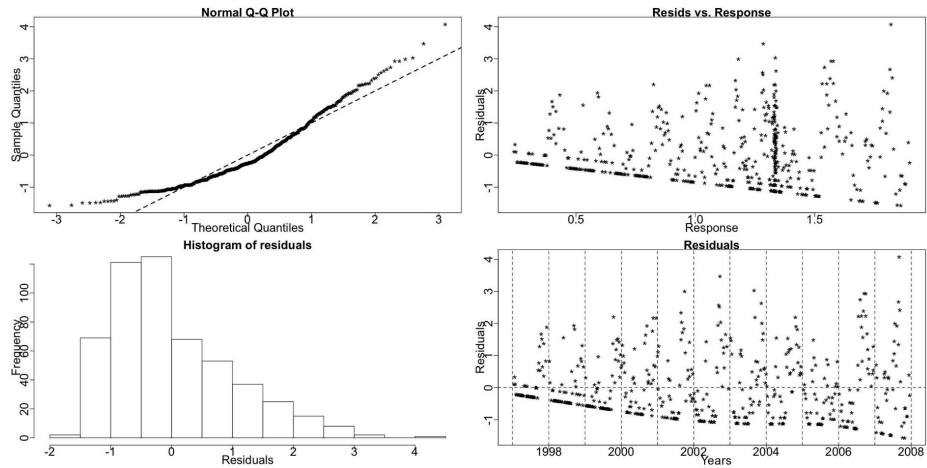 Normal Q-Q Plot
Sample Quantiles
-1 0 1 2 3 4
-3 -2 -1 0 1 2 3
Theoretical Quantiles
Resids vs. Response
Residuals
-1 0 1 2 3 4
0.5 1.0 1.5
Response
Histogram of residuals
Frequency
0 20 40 60 80 100
-2 -1 0 1 2 3 4
Residuals
Residuals
Residuals
-1 0 1 2 3 4
1998 2000 2002 2004 2006 2008
Years